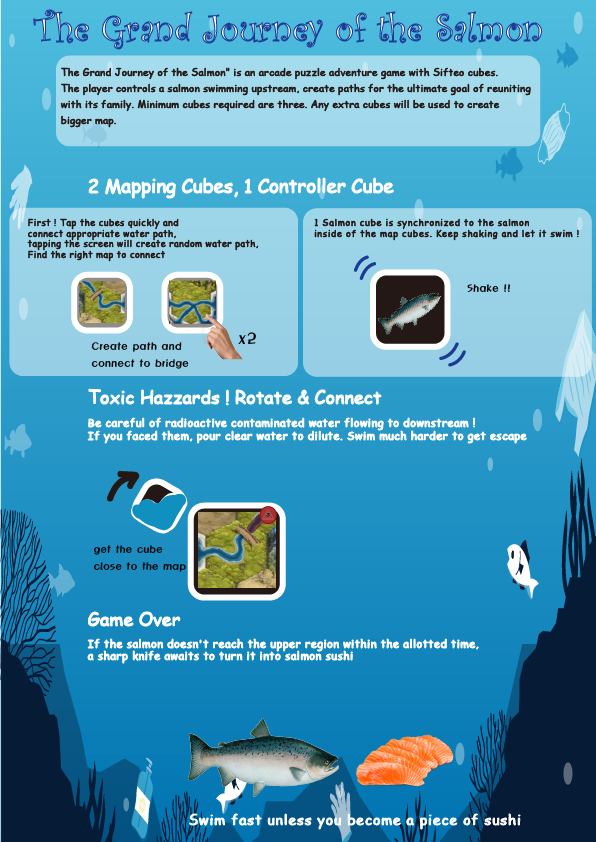 The Grand Journey of the Salmon
The Grand Journey of the Salmon" is an arcade puzzle adventure game with Sifteo cubes.
The player controls a salmon swimming upstream, create paths for the ultimate goal of reuniting
with its family. Minimum cubes required are three. Any extra cubes will be used to create
bigger map.
2 Mapping Cubes, 1 Controller Cube
First ! Tap the cubes quickly and
connect appropriate water path,
tapping the screen will create random water path,
Find the right map to connect
x2
Create path and
connect to bridge
1 Salmon cube is synchronized to the salmon
inside of the map cubes. Keep shaking and let it swim !
Shake !!
Toxic Hazzards ! Rotate & Connect
Be careful of radioactive contaminated water flowing to downstream !
If you faced them, pour clear water to dilute. Swim much harder to get escape
get the cube
close to the map
Game Over
If the salmon doesn't reach the upper region within the allotted time,
a sharp knife awaits to turn it into salmon sushi
Swim fast unless you become a piece of sushi